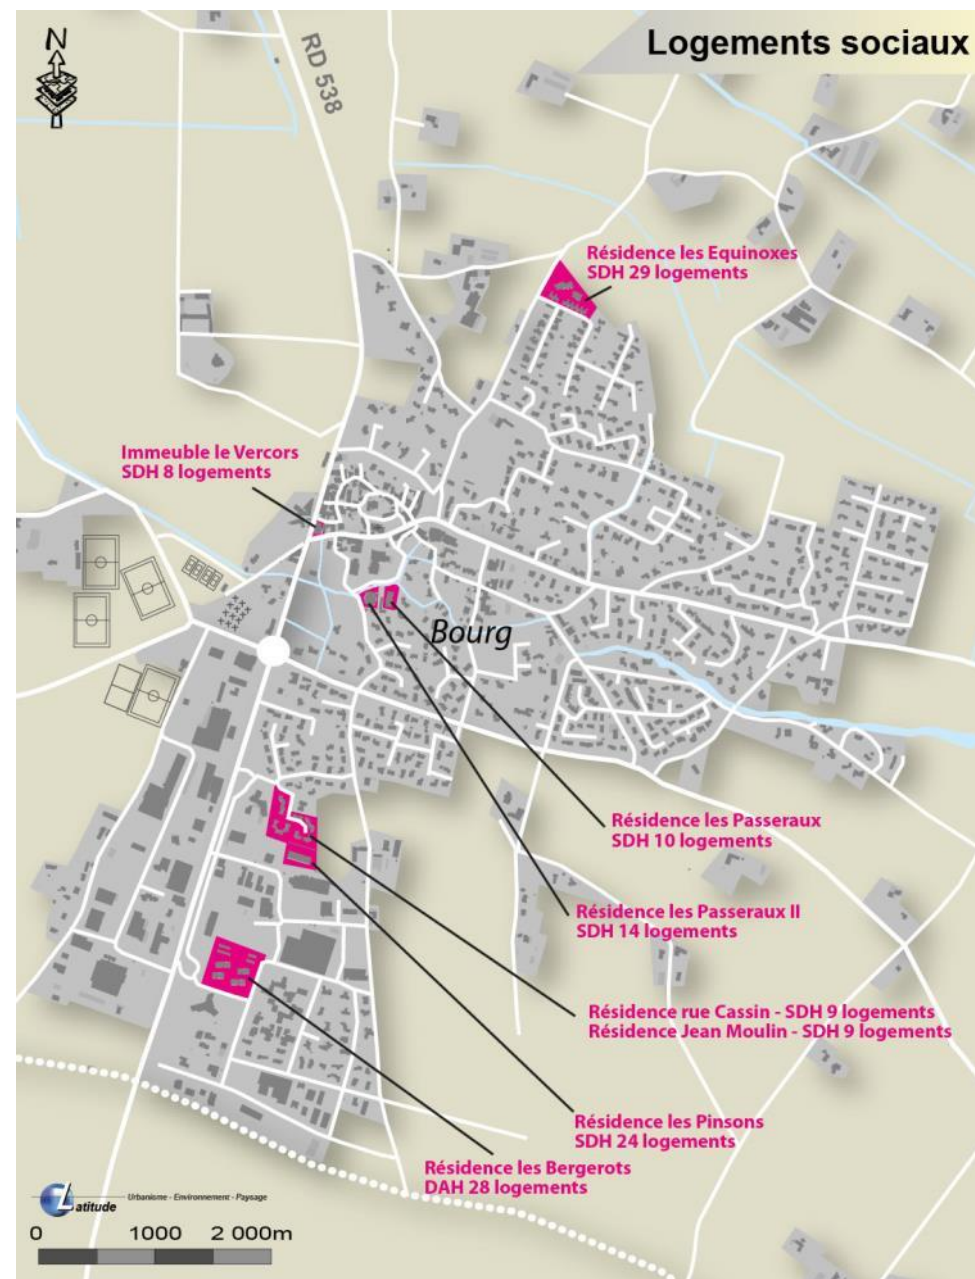 Logements sociaux
N
RD 538
Résidence les Equinoxes
SDH 29 logements
Immeuble le Vercors
SDH 8 logements
Bourg
Résidence les Passeraux
SDH 10 logements
Résidence les Passeraux II
SDH 14 logements
Résidence rue Cassin - SDH 9 logements
Résidence Jean Moulin - SDH 9 logements
Résidence les Pinsons
SDH 24 logements
Résidence les Bergerots
DAH 28 logements
Latitude
Urbanisme - Environnement - Paysage
0 1000 2 000m